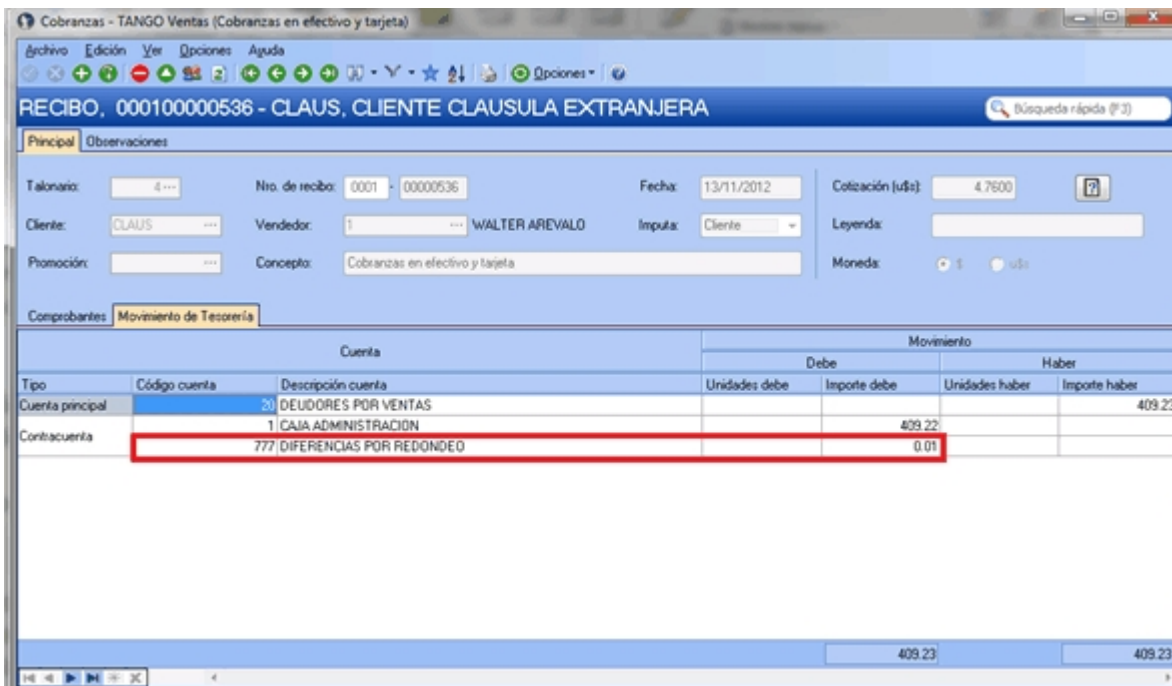 Cobranzas - TANGO Ventas (Cobranzas en efectivo y tarjeta)
Archivo Edición Ver Opciones Ayuda
Opciones
RECIBO, 000100000536 - CLAUS, CLIENTE CLAUSULA EXTRANJERA
Búsqueda rápida (F3)
Principal Observaciones
Talonario: 4 Nro. de recibo: 0001 - 00000536 Fecha: 13/11/2012 Cotización (u$s): 4.7600
Cliente: CLAUS Vendedor: 1 WALTER AREVALO Imputa: Cliente Leyenda:
Promoción: Concepto: Cobranzas en efectivo y tarjeta Moneda: $ u$s
Comprobantes Movimiento de Tesorería
Cuenta Movimiento
Debe Haber
Tipo Código cuenta Descripción cuenta Unidades debe Importe debe Unidades haber Importe haber
Cuenta principal 20 DEUDORES POR VENTAS 409.23
Contracuenta 1 CAJA ADMINISTRACION 409.22
777 DIFERENCIAS POR REDONDEO 0.01
409.23 409.23